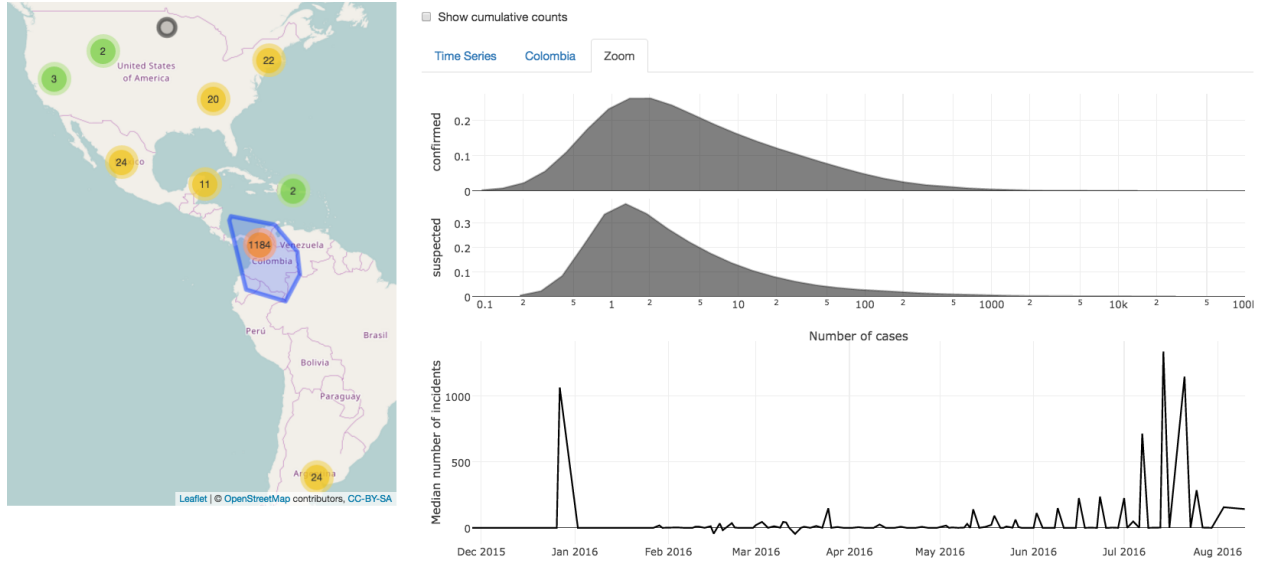 2
22
United States
of America
3
20
24
ico
11
2
1184
Venezuela
Colombia
Perú
Brasil
Bolivia
Paraguay
Ar
na
24
Leaflet | © OpenStreetMap contributors, CC-BY-SA
Show cumulative counts
Time Series Colombia Zoom
confirmed
0.2
0.1
0
suspected
0.3
0.2
0.1
0
0.1 2 5 1 2 5 10 2 5 100 2 5 1000 2 5 10k 2 5 100
Number of cases
Median number of incidents
1000
500
0
Dec 2015 Jan 2016 Feb 2016 Mar 2016 Apr 2016 May 2016 Jun 2016 Jul 2016 Aug 2016